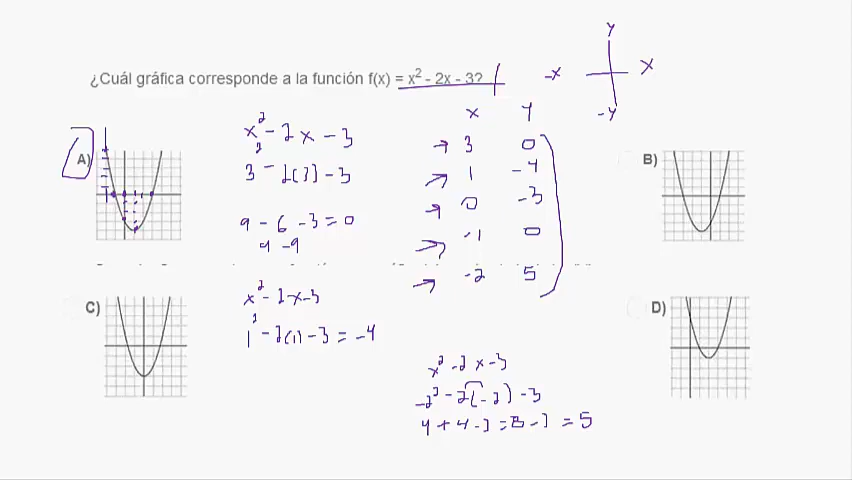 ¿Cuál gráfica corresponde a la función f(x) = x² - 2x - 3?
y
-x
x
-y
x y
3 0
1 -4
0 -3
-1 0
-2 5
A)
x² - 2x - 3
3² - 2(3) - 3
9 - 6 - 3 = 0
9 - 9
B)
C)
x² - 2x - 3
1² - 2(1) - 3 = -4
D)
x² - 2x - 3
-2² - 2(-2) - 3
4 + 4 - 3 = 8 - 3 = 5